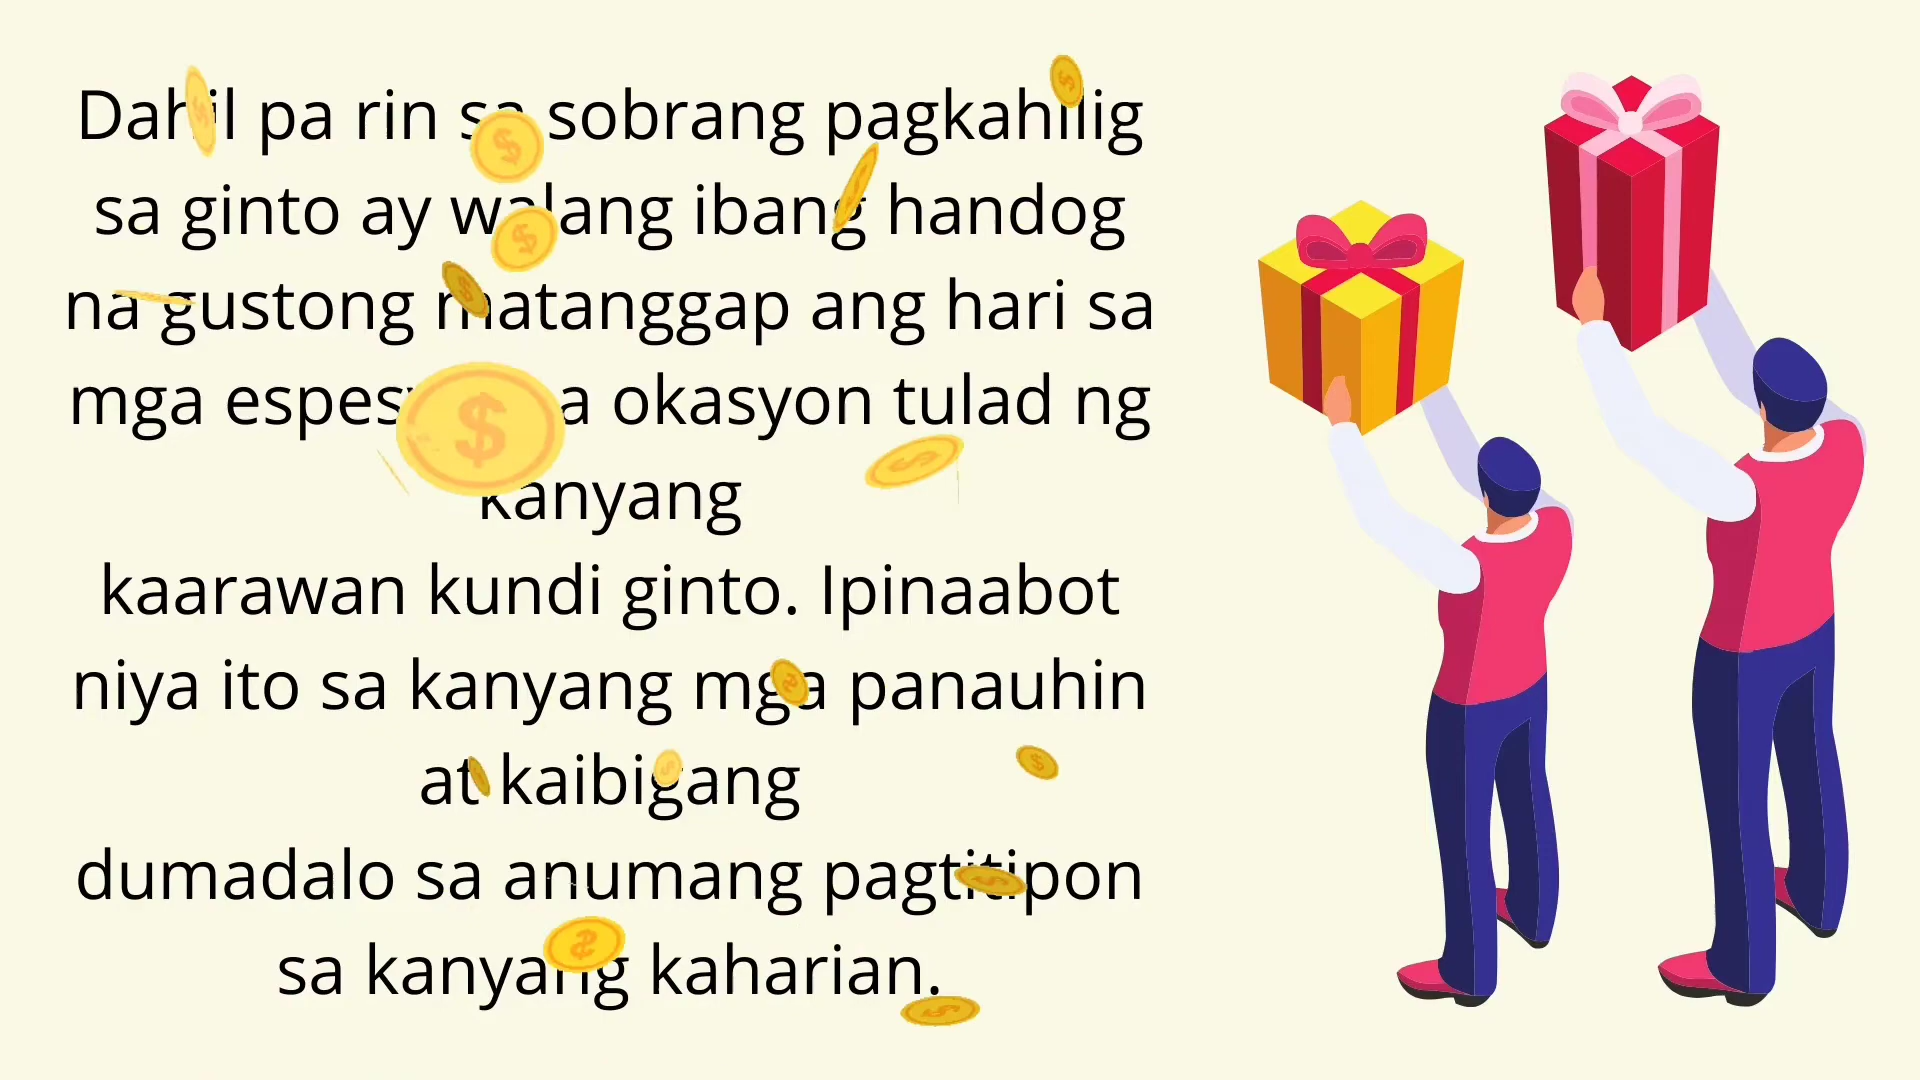 Dahil pa rin sa sobrang pagkahilig
sa ginto ay walang ibang handog
na gustong matanggap ang hari sa
mga okasyon tulad ng
kanyang
kaarawan kundi ginto. Ipinaabot
niya ito sa kanyang mga panauhin
at kaibigang
dumadalo sa anumang pagtitipon
sa kanyang kaharian.